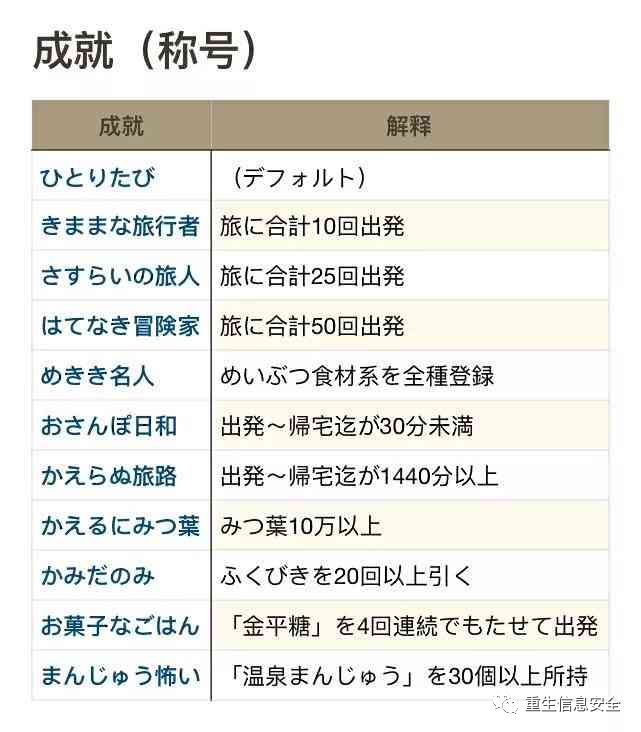 成就（称号）
成就 解释
ひとりたび （デフォルト）
きままな旅行者 旅に合計10回出発
さすらいの旅人 旅に合計25回出発
はてなき冒険家 旅に合計50回出発
めきき名人 めいぶつ食材系を全種登録
おさんぽ日和 出発～帰宅迄が30分未満
かえらぬ旅路 出発～帰宅迄が1440分以上
かえるにみつ葉 みつ葉10万以上
かみだのみ ふくびきを20回以上引く
お菓子なごはん 「金平糖」を4回連続でもたせて出発
まんじゅう怖い 「温泉まんじゅう」を30個以上所持
重生信息安全